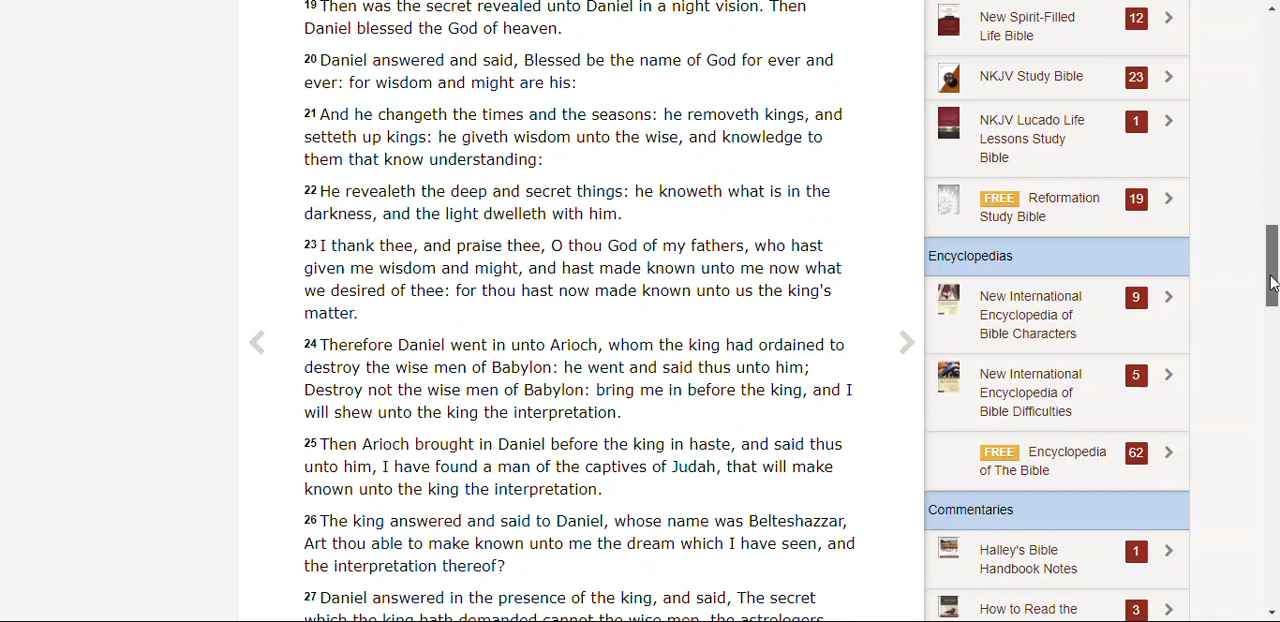 19 Then was the secret revealed unto Daniel in a night vision. Then
Daniel blessed the God of heaven.
20 Daniel answered and said, Blessed be the name of God for ever and
ever: for wisdom and might are his:
21 And he changeth the times and the seasons: he removeth kings, and
setteth up kings: he giveth wisdom unto the wise, and knowledge to
them that know understanding:
22 He revealeth the deep and secret things: he knoweth what is in the
darkness, and the light dwelleth with him.
23 I thank thee, and praise thee, O thou God of my fathers, who hast
given me wisdom and might, and hast made known unto me now what
we desired of thee: for thou hast now made known unto us the king's
matter.
24 Therefore Daniel went in unto Arioch, whom the king had ordained to
destroy the wise men of Babylon: he went and said thus unto him;
Destroy not the wise men of Babylon: bring me in before the king, and I
will shew unto the king the interpretation.
25 Then Arioch brought in Daniel before the king in haste, and said thus
unto him, I have found a man of the captives of Judah, that will make
known unto the king the interpretation.
26 The king answered and said to Daniel, whose name was Belteshazzar,
Art thou able to make known unto me the dream which I have seen, and
the interpretation thereof?
27 Daniel answered in the presence of the king, and said, The secret
which the king hath demanded cannot the wise men, the astrologers,
New Spirit-Filled 12
Life Bible
NKJV Study Bible 23
NKJV Lucado Life 1
Lessons Study
Bible
FREE Reformation 19
Study Bible
Encyclopedias
New International 9
Encyclopedia of
Bible Characters
New International 5
Encyclopedia of
Bible Difficulties
FREE Encyclopedia 62
of The Bible
Commentaries
Halley's Bible 1
Handbook Notes
How to Read the 3